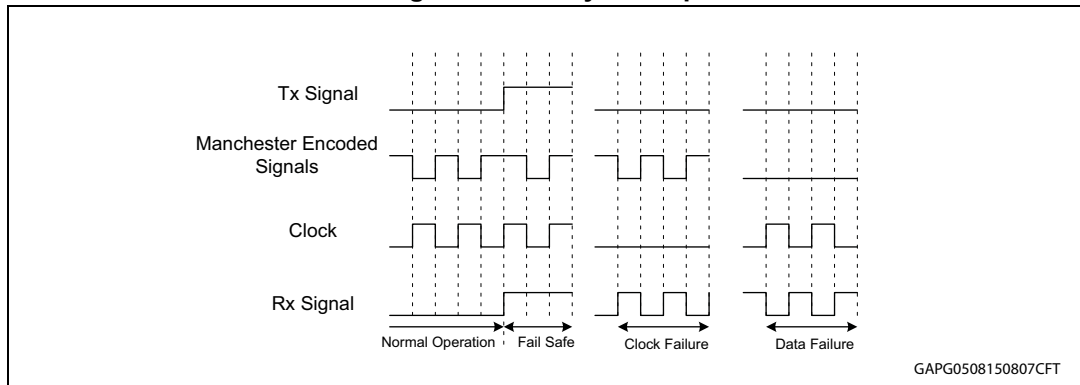 Tx Signal
Manchester Encoded
Signals
Clock
Rx Signal
Normal Operation
Fail Safe
Clock Failure
Data Failure
GAPG0508150807CFT